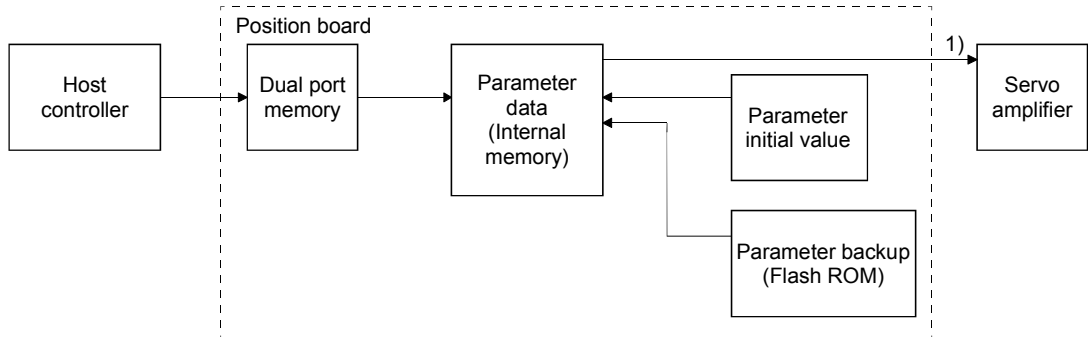 Position board
1)
Host
controller
Dual port
memory
Parameter
data
(Internal
memory)
Parameter
initial value
Servo
amplifier
Parameter backup
(Flash ROM)